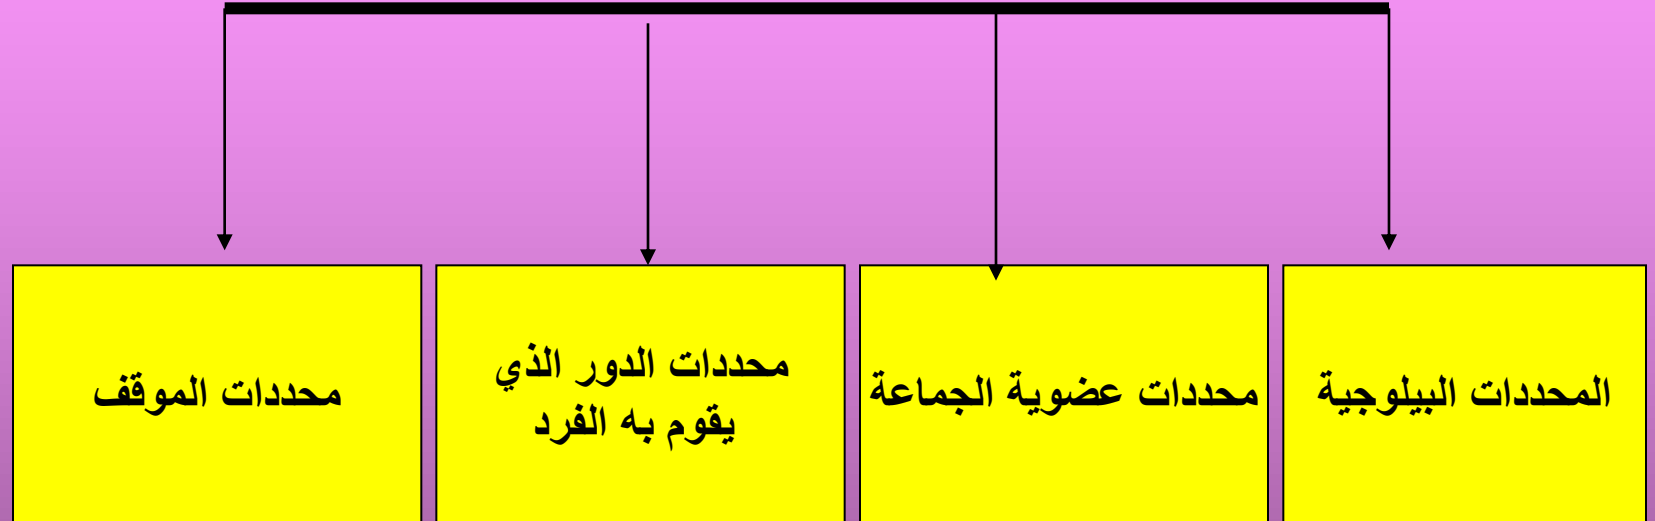 المحددات البيلوجية
محددات عضوية الجماعة
محددات الدور الذي
يقوم به الفرد
محددات الموقف